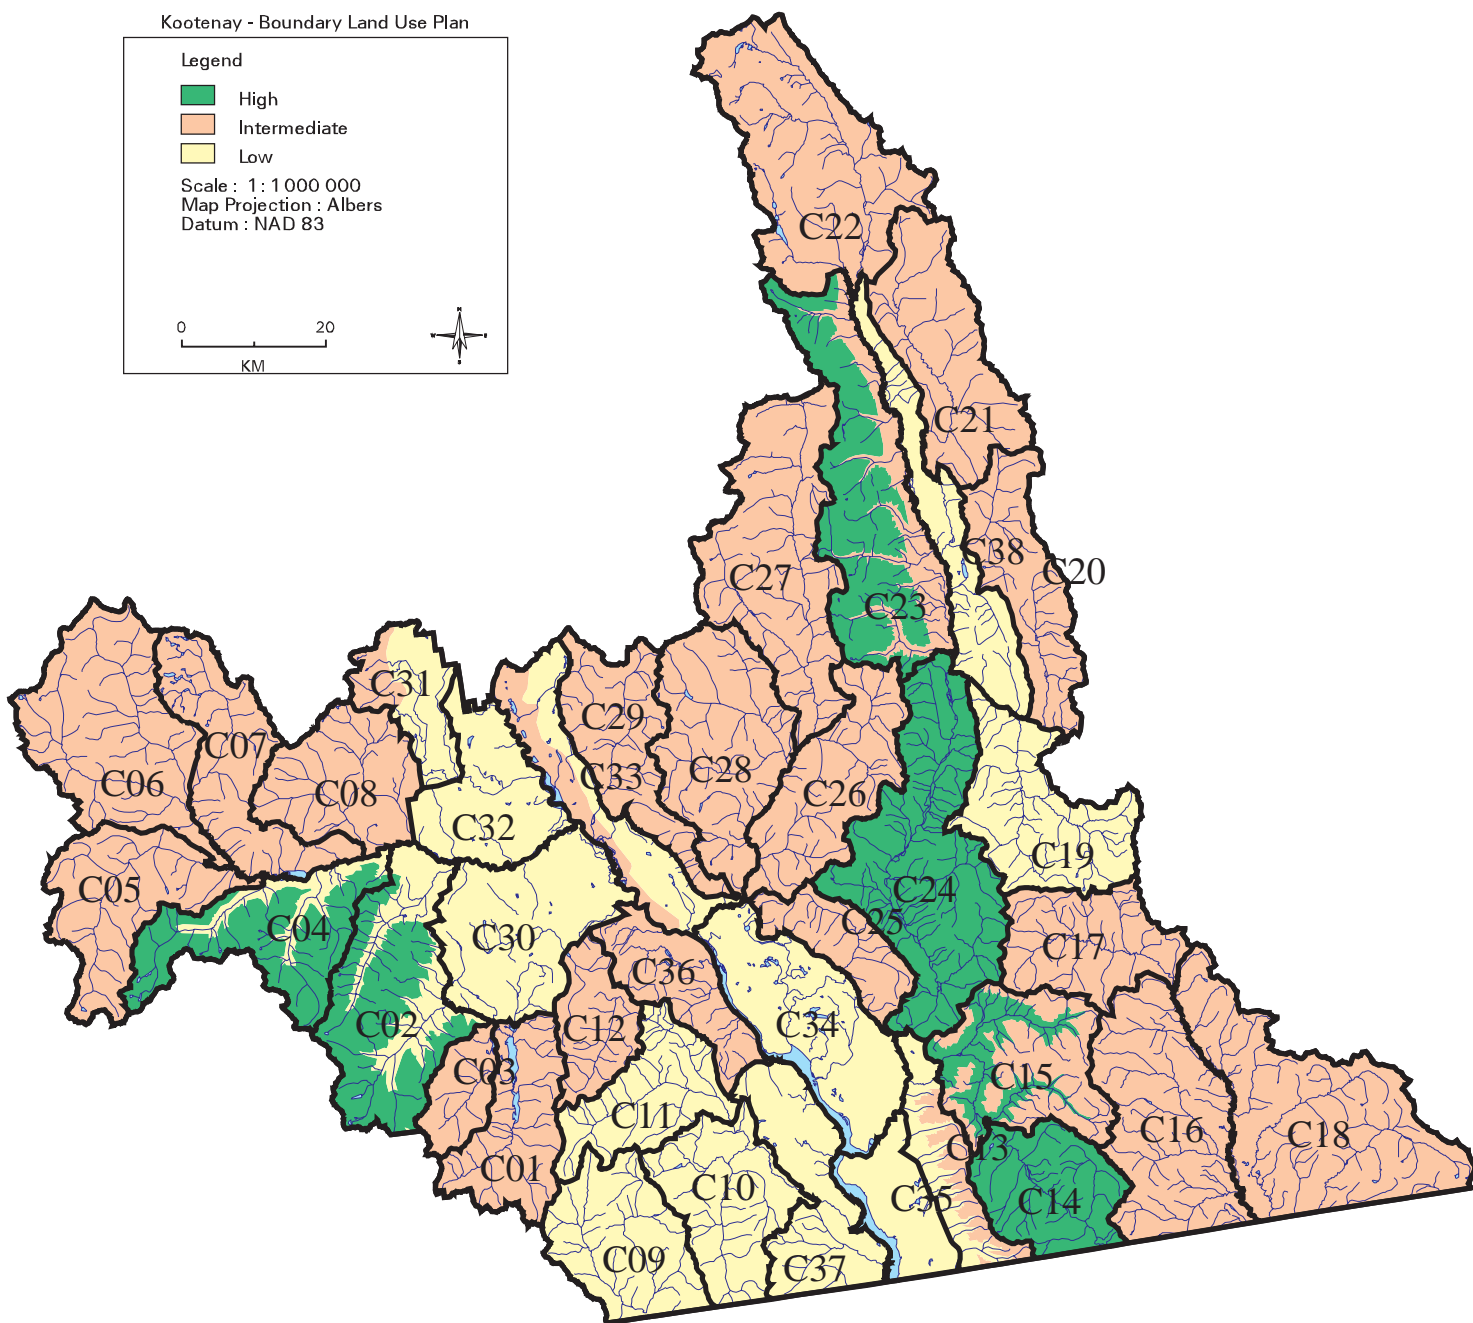 Kootenay - Boundary Land Use Plan
Legend
High
Intermediate
Low
Scale : 1 : 1 000 000
Map Projection : Albers
Datum : NAD 83
0 20
KM
N
W E
S
C22
C21
C38
C20
C27
C23
C31
C29
C07
C33
C28
C06
C08
C26
C32
C19
C05
C24
C04
C25
C30
C17
C36
C02
C12
C34
C03
C15
C11
C16
C18
C13
C01
C10
C35
C14
C09
C37